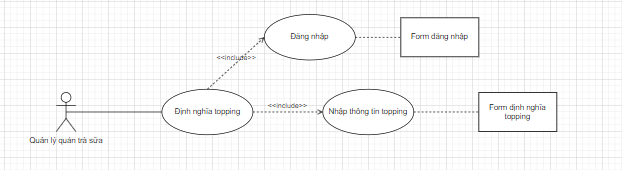 Đăng nhập
Form đăng nhập
<<include>>
Định nghĩa topping
<<include>>
Nhập thông tin topping
Form định nghĩa
topping
Quản lý quán trà sữa